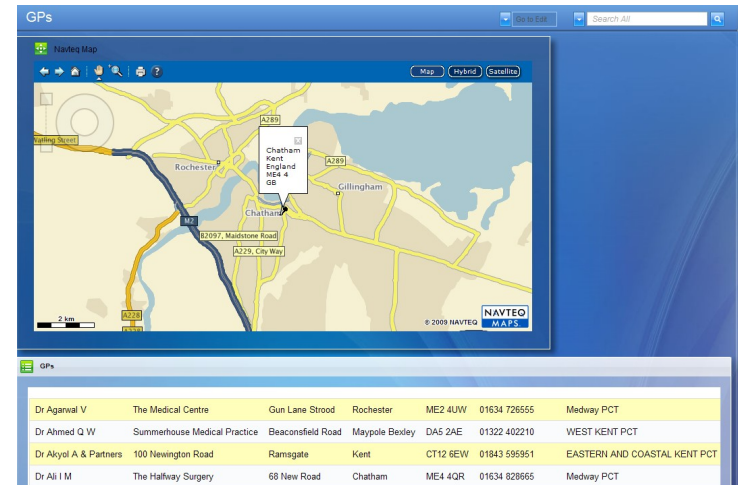 GPs
Go to Edit
Search All
Navteq Map
Map
Hybrid
Satellite
A289
Watling Street
Chatham
Kent
England
ME4 4
GB
Rochester
A289
Gillingham
Chatham
M2
B2097, Maidstone Road
A229, City Way
A228
2 km
A228
© 2009 NAVTEQ
NAVTEQ
MAPS.
GPs
Dr Agarwal V The Medical Centre Gun Lane Strood Rochester ME2 4UW 01634 726555 Medway PCT
Dr Ahmed Q W Summerhouse Medical Practice Beaconsfield Road Maypole Bexley DA5 2AE 01322 402210 WEST KENT PCT
Dr Akyol A & Partners 100 Newington Road Ramsgate Kent CT12 6EW 01843 595951 EASTERN AND COASTAL KENT PCT
Dr Ali I M The Halfway Surgery 68 New Road Chatham ME4 4QR 01634 828665 Medway PCT